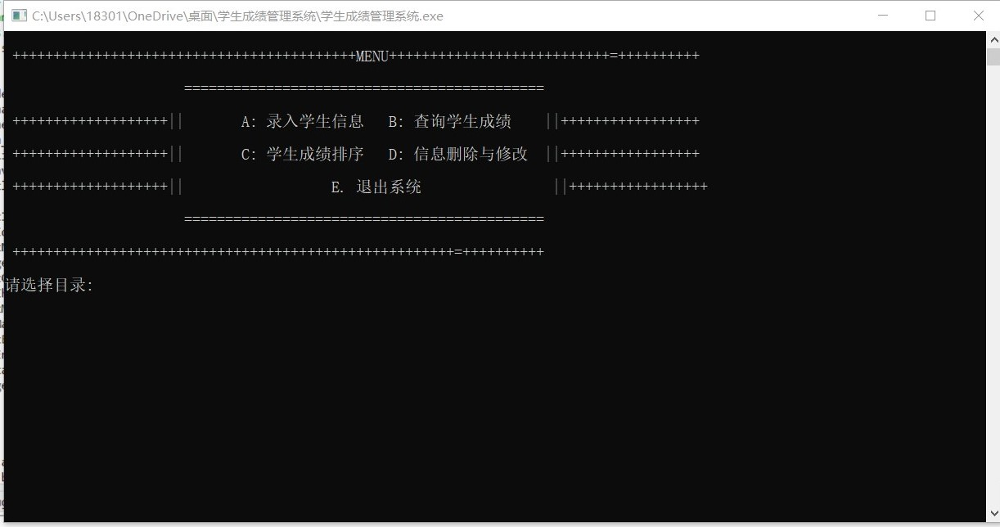 ++++++++++++++++++++++++++++++++++++++++++MENU+++++++++++++++++++++++++++=++++++++++
============================================
+++++++++++++++++++|| A: 录入学生信息 B: 查询学生成绩 ||+++++++++++++++++
+++++++++++++++++++|| C: 学生成绩排序 D: 信息删除与修改 ||+++++++++++++++++
+++++++++++++++++++|| E. 退出系统 ||+++++++++++++++++
============================================
++++++++++++++++++++++++++++++++++++++++++++++++++++++=++++++++++
请选择目录:
C:\Users\18301\OneDrive\桌面\学生成绩管理系统\学生成绩管理系统.exe